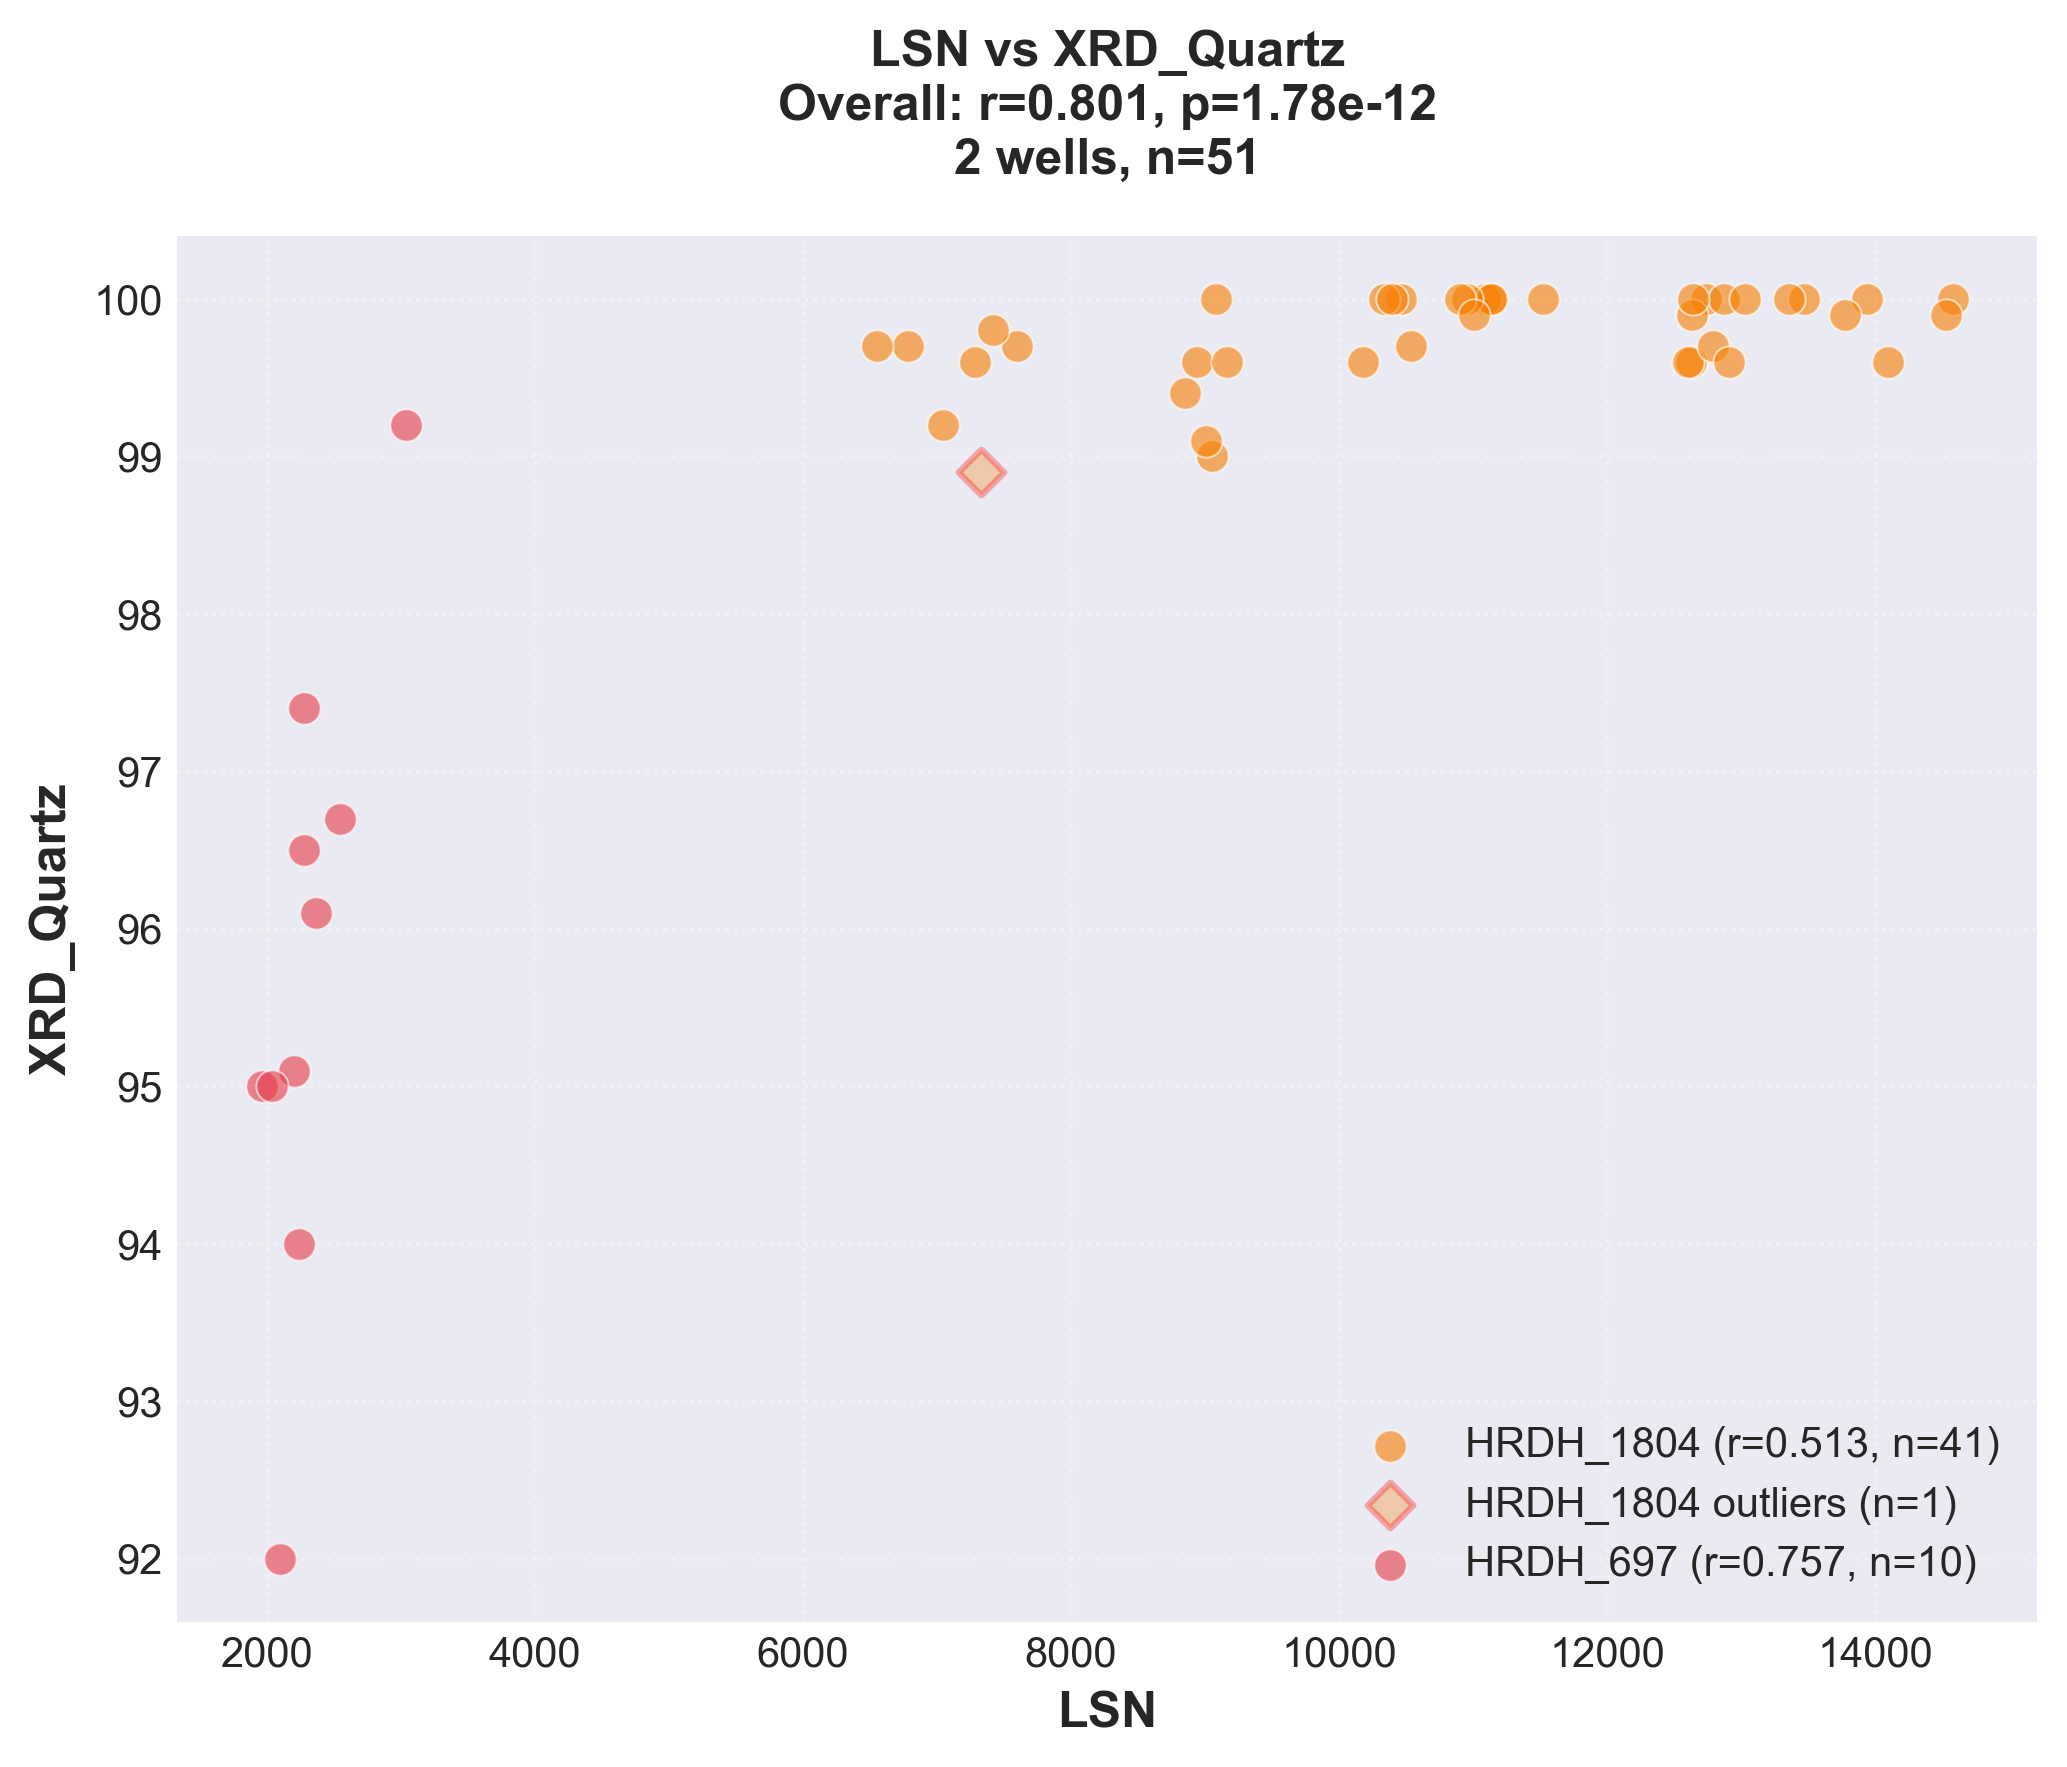 LSN vs XRD_Quartz
Overall: r=0.801, p=1.78e-12
2 wells, n=51
XRD_Quartz
100
99
98
97
96
95
94
93
92
HRDH_1804 (r=0.513, n=41)
HRDH_1804 outliers (n=1)
HRDH_697 (r=0.757, n=10)
2000 4000 6000 8000 10000 12000 14000
LSN